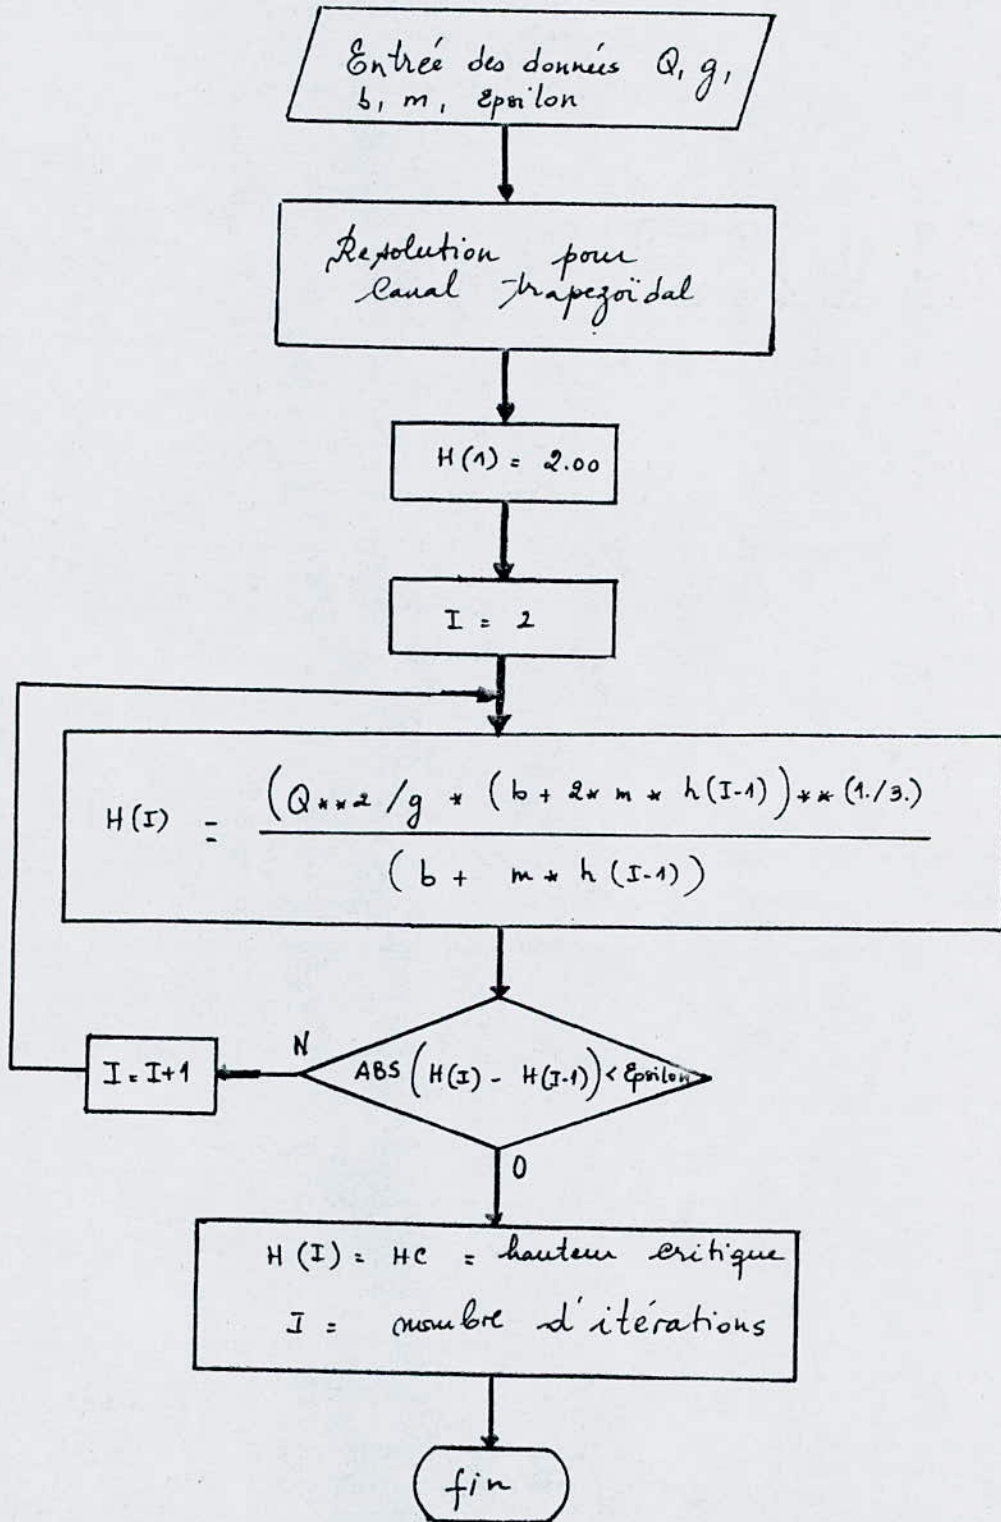 Entrée des données Q, g,
b, m, Epsilon
Resolution pour
Canal trapezoïdal
H(1) = 2.00
I = 2
H(I) = (Q**2/g * (b + 2* m * h(I-1))** (1./3.)
(b + m * h(I-1))
N
I = I+1
ABS (H(I) - H(I-1)) < Epsilon
O
H(I) = HC = hauteur critique
I = nombre d'itérations
fin